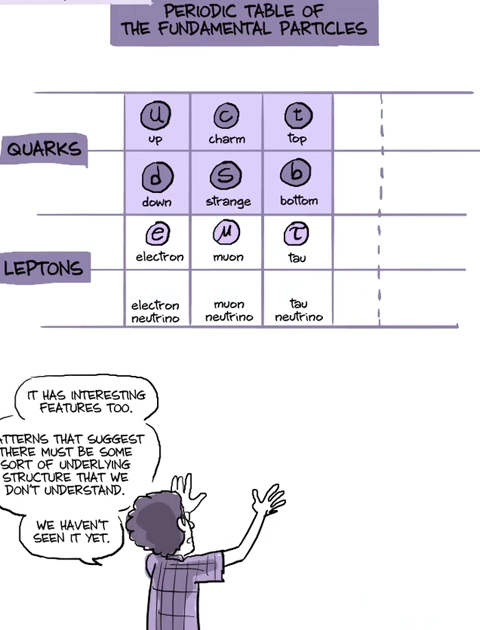 PERIODIC TABLE OF
THE FUNDAMENTAL PARTICLES
QUARKS
u c t
up charm top
d s b
down strange bottom
LEPTONS
e μ τ
electron muon tau
electron muon tau
neutrino neutrino neutrino
IT HAS INTERESTING
FEATURES TOO.
ATTERNS THAT SUGGEST
THERE MUST BE SOME
SORT OF UNDERLYING
STRUCTURE THAT WE
DON'T UNDERSTAND.
WE HAVEN'T
SEEN IT YET.